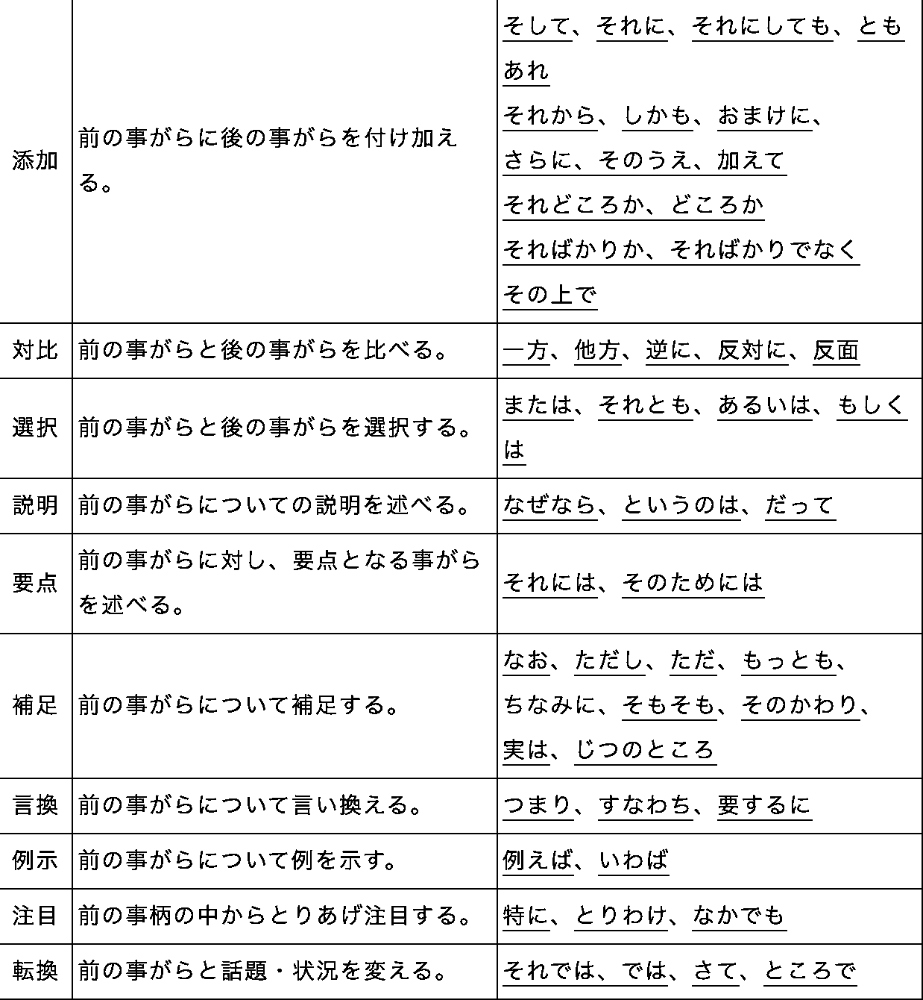 添加
前の事がらに後の事がらを付け加え
る。
そして、それに、それにしても、とも
あれ
それから、しかも、おまけに、
さらに、そのうえ、加えて
それどころか、どころか
そればかりか、そればかりでなく
その上で
対比
前の事がらと後の事がらを比べる。
一方、他方、逆に、反対に、反面
選択
前の事がらと後の事がらを選択する。
または、それとも、あるいは、もしく
は
説明
前の事がらについての説明を述べる。
なぜなら、というのは、だって
要点
前の事がらに対し、要点となる事がら
を述べる。
それには、そのためには
補足
前の事がらについて補足する。
なお、ただし、ただ、もっとも、
ちなみに、そもそも、そのかわり、
実は、じつのところ
言換
前の事がらについて言い換える。
つまり、すなわち、要するに
例示
前の事がらについて例を示す。
例えば、いわば
注目
前の事柄の中からとりあげ注目する。
特に、とりわけ、なかでも
転換
前の事がらと話題・状況を変える。
それでは、では、さて、ところで